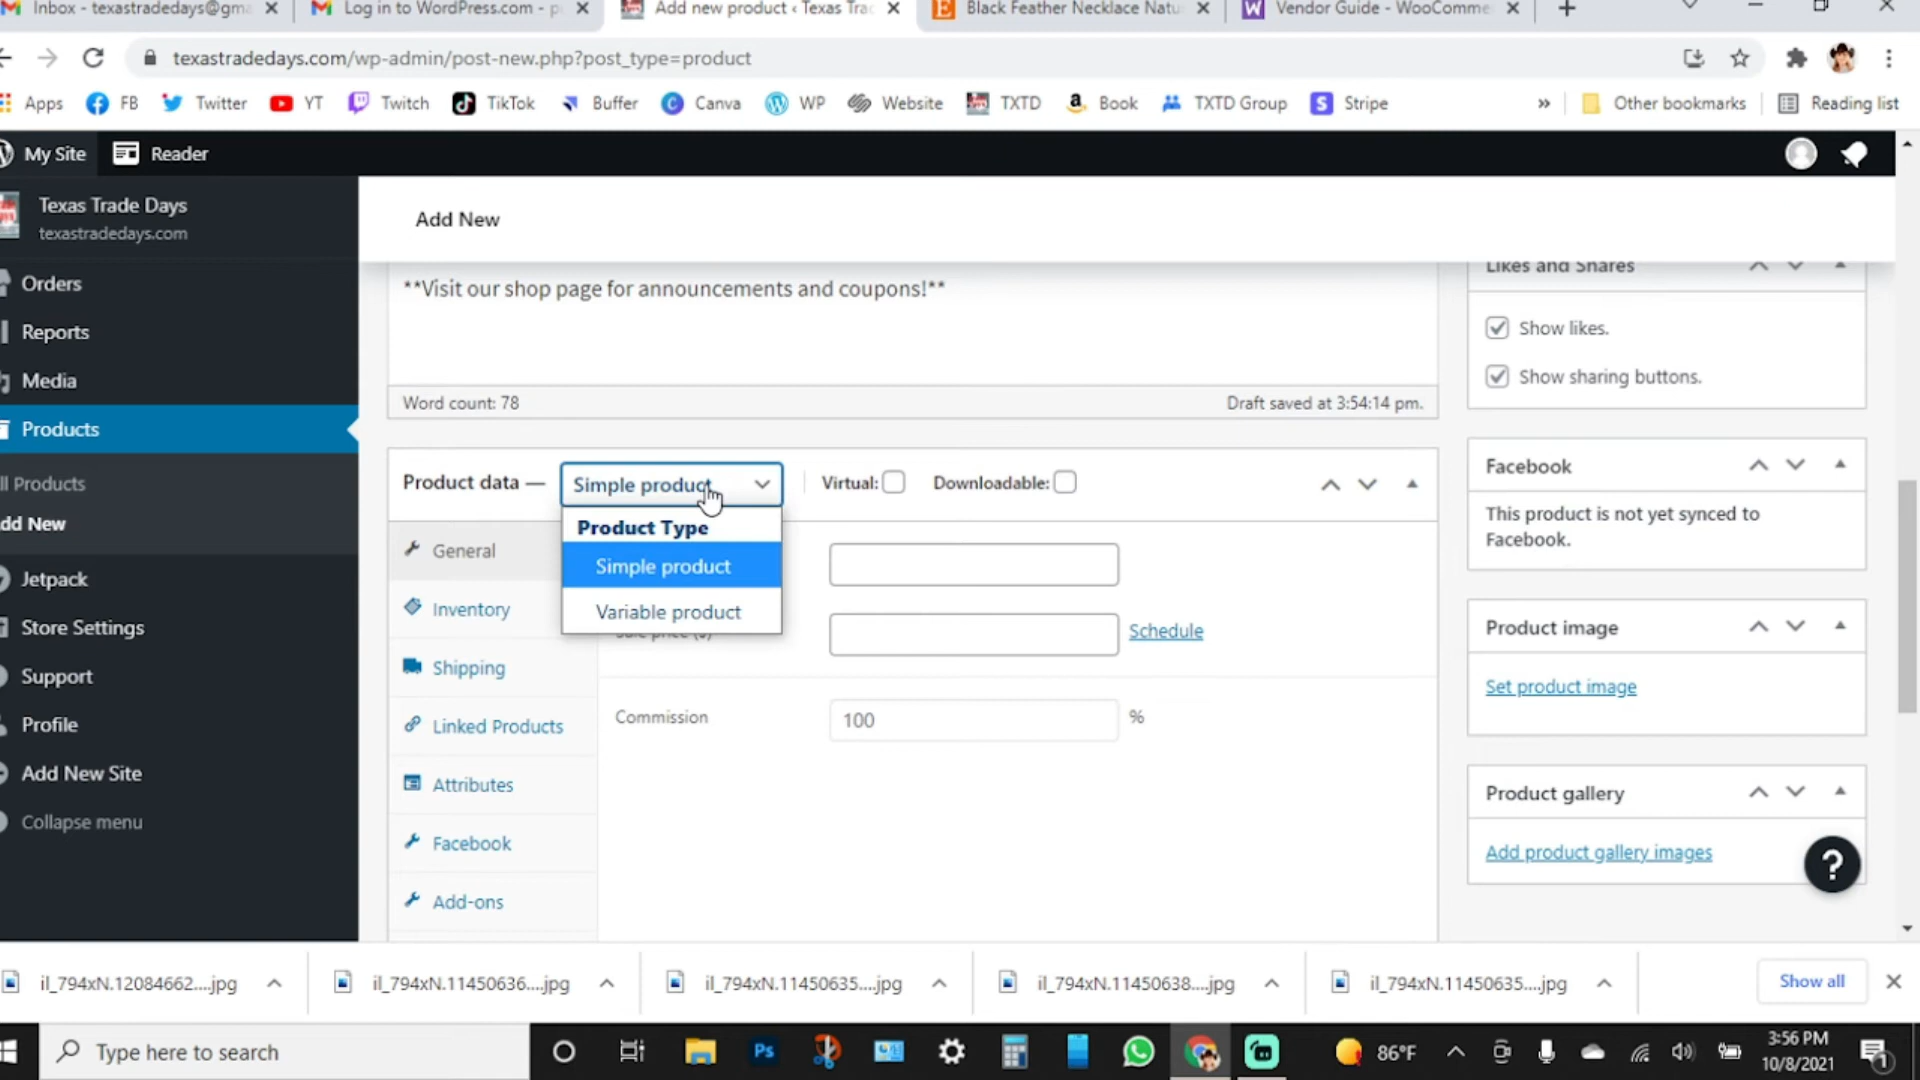 Inbox - texastradedays@gm
Log in to WordPress.com - p
Add new product ‹ Texas Tra
Black Feather Necklace Natu
Vendor Guide - WooComme
texastradedays.com/wp-admin/post-new.php?post_type=product
Apps FB Twitter YT Twitch TikTok Buffer Canva WP Website TXTD Book TXTD Group Stripe » Other bookmarks Reading list
My Site Reader
Texas Trade Days
texastradedays.com
Orders
Reports
Media
Products
ll Products
dd New
Jetpack
Store Settings
Support
Profile
Add New Site
Collapse menu
Add New
**Visit our shop page for announcements and coupons!**
Word count: 78
Draft saved at 3:54:14 pm.
Product data —
Simple product
Virtual:
Downloadable:
Product Type
Simple product
Variable product
General
Inventory
Shipping
Linked Products
Attributes
Facebook
Add-ons
Sale price ($)
Schedule
Commission
100
%
Likes and Shares
Show likes.
Show sharing buttons.
Facebook
This product is not yet synced to
Facebook.
Product image
Set product image
Product gallery
Add product gallery images
?
il_794xN.12084662....jpg
il_794xN.11450636....jpg
il_794xN.11450635....jpg
il_794xN.11450638....jpg
il_794xN.11450635....jpg
Show all
Type here to search
Ps
86°F
3:56 PM
10/8/2021
1